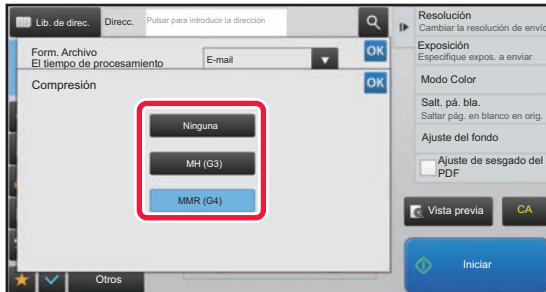 Lib. de direc.
Direcc.
Pulsar para introducir la dirección
Form. Archivo
El tiempo de procesamiento
E-mail
OK
Compresión
OK
Ninguna
MH (G3)
MMR (G4)
Otros
Resolución
Cambiar la resolución de envío
Exposición
Especifique expos. a enviar
Modo Color
Salt. pá. bla.
Saltar pág. en blanco en orig.
Ajuste del fondo
Ajuste de sesgado del
PDF
Vista previa
CA
Iniciar